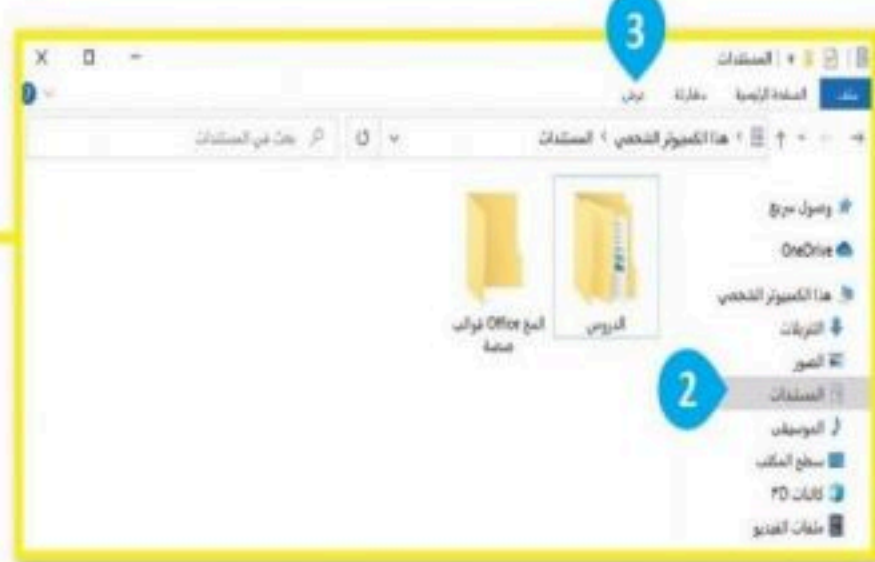 3
المستندات
ملف الصفحة الرئيسية مشاركة عرض
هذا الكمبيوتر الشخصي › المستندات
بحث في المستندات
وصول سريع
OneDrive
هذا الكمبيوتر الشخصي
التنزيلات
الصور
2
المستندات
الموسيقى
سطح المكتب
كائنات 3D
ملفات الفيديو
الدروس
قوالب Office